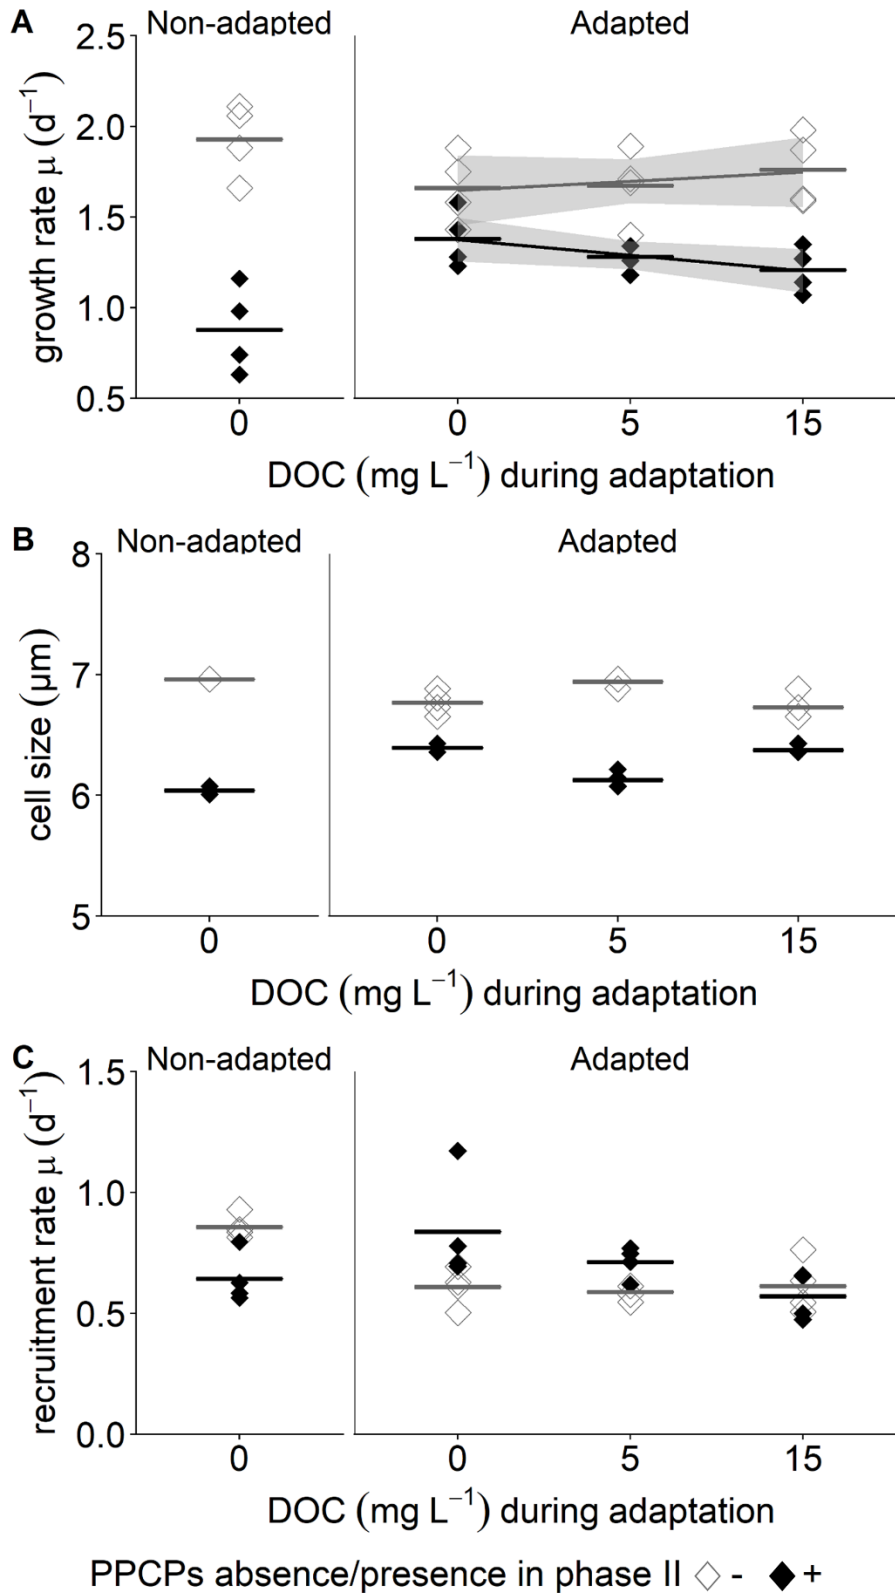 A
Non-adapted Adapted
growth rate µ (d⁻¹)
2.5
2.0
1.5
1.0
0.5
0 0 5 15
DOC (mg L⁻¹) during adaptation
B
Non-adapted Adapted
cell size (µm)
8
7
6
5
0 0 5 15
DOC (mg L⁻¹) during adaptation
C
Non-adapted Adapted
recruitment rate µ (d⁻¹)
1.5
1.0
0.5
0.0
0 0 5 15
DOC (mg L⁻¹) during adaptation
PPCPs absence/presence in phase II ◇ - ◆ +